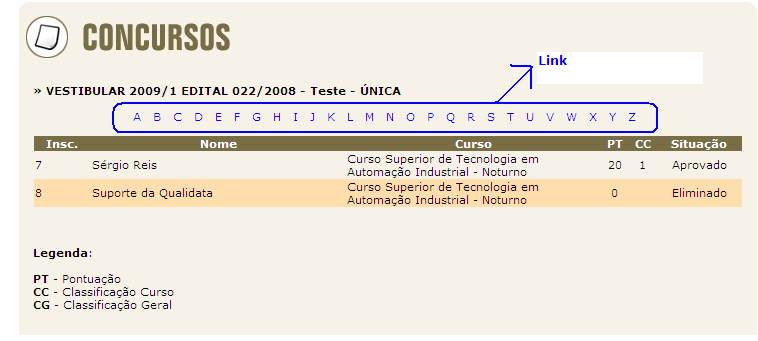 CONCURSOS
Link
» VESTIBULAR 2009/1 EDITAL 022/2008 - Teste - ÚNICA
A B C D E F G H I J K L M N O P Q R S T U V W X Y Z
Insc. Nome Curso PT CC Situação
7 Sérgio Reis Curso Superior de Tecnologia em Automação Industrial - Noturno 20 1 Aprovado
8 Suporte da Qualidata Curso Superior de Tecnologia em Automação Industrial - Noturno 0 Eliminado
Legenda:
PT - Pontuação
CC - Classificação Curso
CG - Classificação Geral